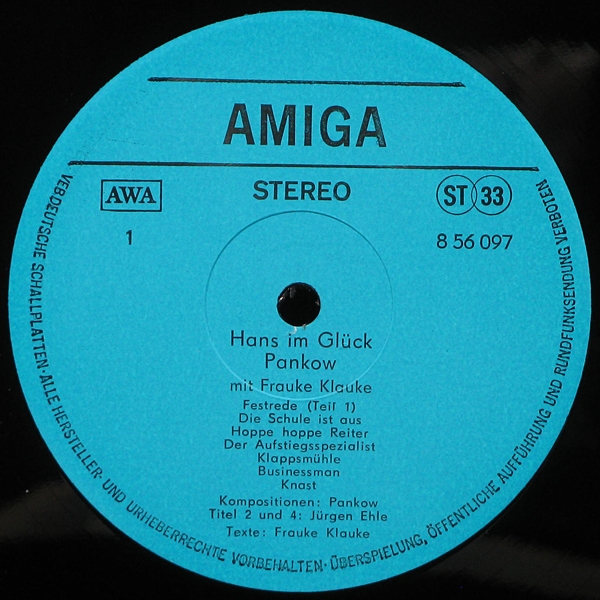 AMIGA
AWA
STEREO
ST 33
1
8 56 097
Hans im Glück
Pankow
mit Frauke Klauke
Festrede (Teil 1)
Die Schule ist aus
Hoppe hoppe Reiter
Der Aufstiegsspezialist
Klappsmühle
Businessman
Knast
Kompositionen: Pankow
Titel 2 und 4: Jürgen Ehle
Texte: Frauke Klauke
VEB DEUTSCHE SCHALLPLATTEN · ALLE HERSTELLER- UND URHEBERRECHTE VORBEHALTEN · ÜBERSPIELUNG, ÖFFENTLICHE AUFFÜHRUNG UND RUNDFUNKSENDUNG VERBOTEN